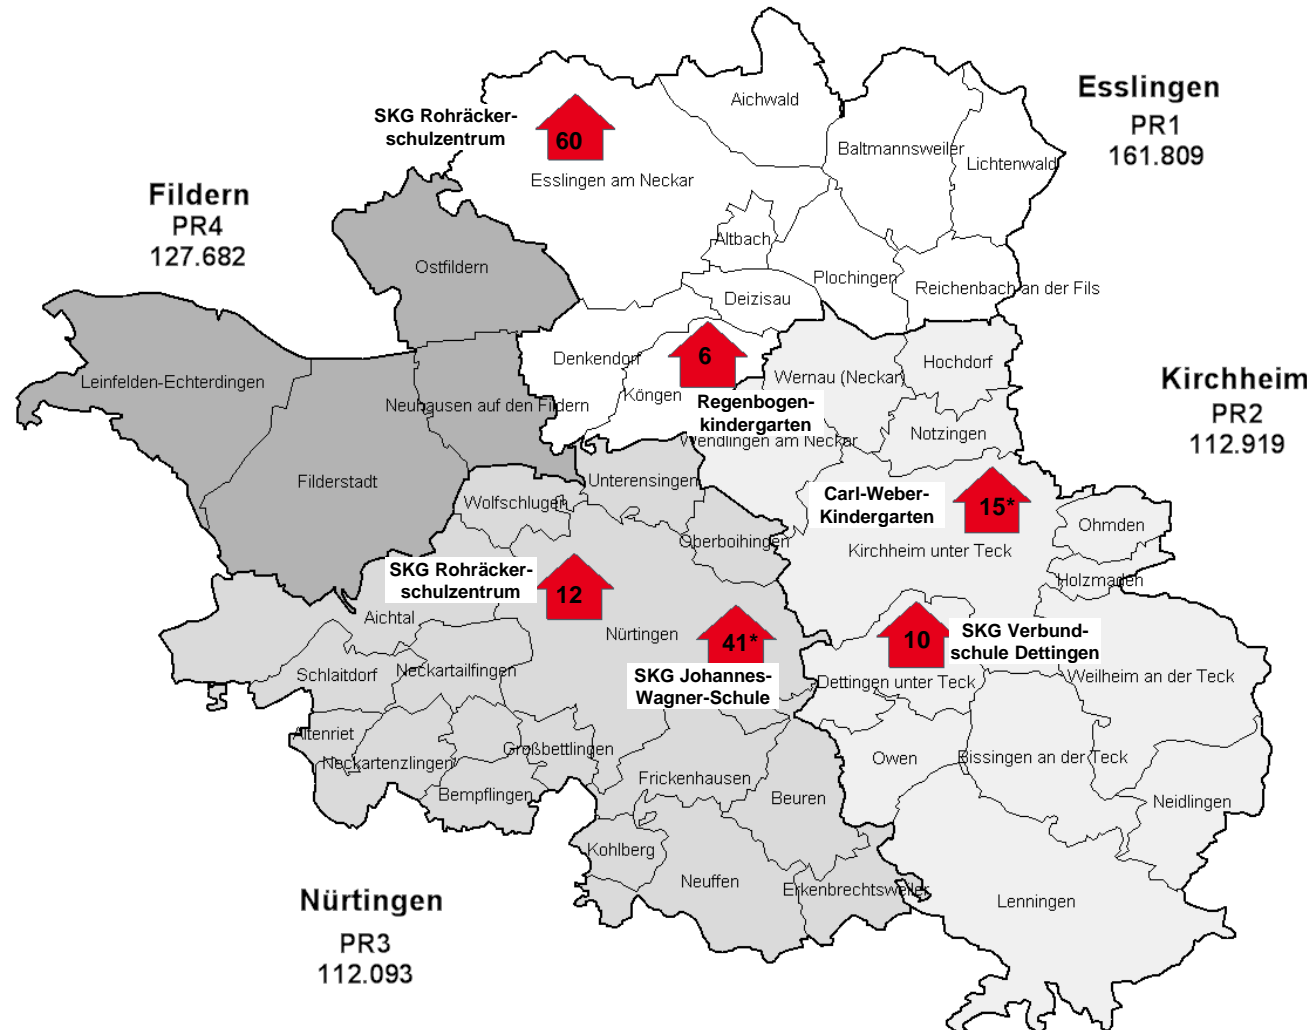 Esslingen
PR1
161.809
SKG Rohräcker-
schulzentrum
60
Aichwald
Baltmannsweiler
Lichtenwald
Esslingen am Neckar
Fildern
PR4
127.682
Altbach
Ostfildern
Plochingen
Reichenbach an der Fils
Deizisau
Denkendorf
6
Hochdorf
Leinfelden-Echterdingen
Köngen
Wernau (Neckar)
Kirchheim
PR2
112.919
Neuhausen auf den Fildern
Regenbogen-
kindergarten
Notzingen
Wendlingen am Neckar
Filderstadt
Unterensingen
Wolfschlugen
Carl-Weber-
Kindergarten
15*
Ohmden
Oberboihingen
Kirchheim unter Teck
SKG Rohräcker-
schulzentrum
12
Holzmaden
Aichtal
Nürtingen
41*
10
SKG Verbund-
schule Dettingen
Schlaitdorf
Neckartailfingen
SKG Johannes-
Wagner-Schule
Dettingen unter Teck
Weilheim an der Teck
Altenriet
Großbettlingen
Neckartenzlingen
Owen
Bissingen an der Teck
Frickenhausen
Bempflingen
Beuren
Neidlingen
Kohlberg
Neuffen
Erkenbrechtsweiler
Lenningen
Nürtingen
PR3
112.093